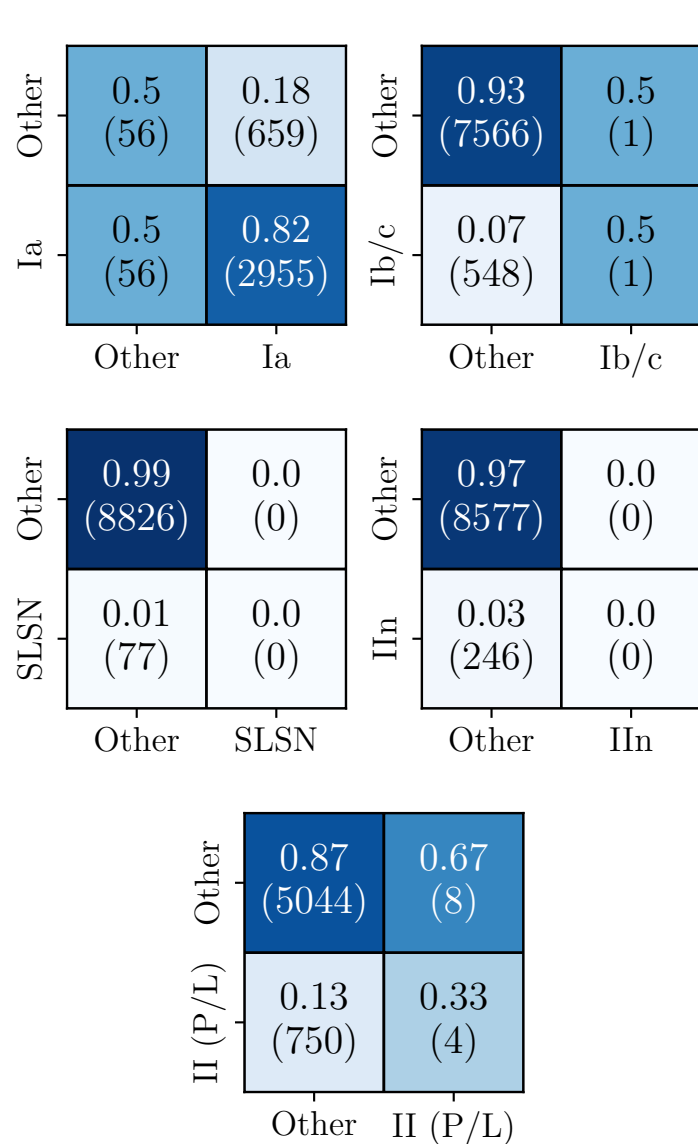 Other
0.5
(56)
0.18
(659)
Ia
0.5
(56)
0.82
(2955)
Other
Ia
Other
0.93
(7566)
0.5
(1)
Ib/c
0.07
(548)
0.5
(1)
Other
Ib/c
Other
0.99
(8826)
0.0
(0)
SLSN
0.01
(77)
0.0
(0)
Other
SLSN
Other
0.97
(8577)
0.0
(0)
IIn
0.03
(246)
0.0
(0)
Other
IIn
Other
0.87
(5044)
0.67
(8)
II (P/L)
0.13
(750)
0.33
(4)
Other
II (P/L)